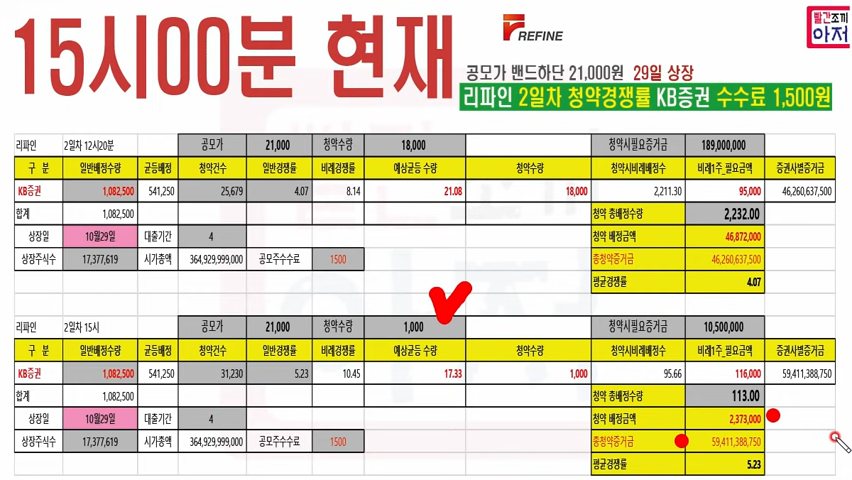 15시00분 현재
REFINE
빨간조끼
아저
공모가 밴드하단 21,000원 29일 상장
리파인 2일차 청약경쟁률 KB증권 수수료 1,500원
리파인 2일차 12시20분 공모가 21,000 청약수량 18,000 청약시필요증거금 189,000,000
구 분 일반배정수량 균등배정 청약건수 일반경쟁률 비례경쟁률 예상균등 수량 청약수량 청약시비례배정수 비례1주_필요금액 증권사별증거금
KB증권 1,082,500 541,250 25,679 4.07 8.14 21.08 18,000 2,211.30 95,000 46,260,637,500
합계 1,082,500 청약 총배정수량 2,232.00
상장일 10월29일 대출기간 4 청약 배정금액 46,872,000
상장주식수 17,377,619 시가총액 364,929,999,000 공모주수수료 1500 총청약증거금 46,260,637,500
평균경쟁률 4.07
리파인 2일차 15시 공모가 21,000 청약수량 1,000 청약시필요증거금 10,500,000
구 분 일반배정수량 균등배정 청약건수 일반경쟁률 비례경쟁률 예상균등 수량 청약수량 청약시비례배정수 비례1주_필요금액 증권사별증거금
KB증권 1,082,500 541,250 31,230 5.23 10.45 17.33 1,000 95.66 116,000 59,411,388,750
합계 1,082,500 청약 총배정수량 113.00
상장일 10월29일 대출기간 4 청약 배정금액 2,373,000
상장주식수 17,377,619 시가총액 364,929,999,000 공모주수수료 1500 총청약증거금 59,411,388,750
평균경쟁률 5.23